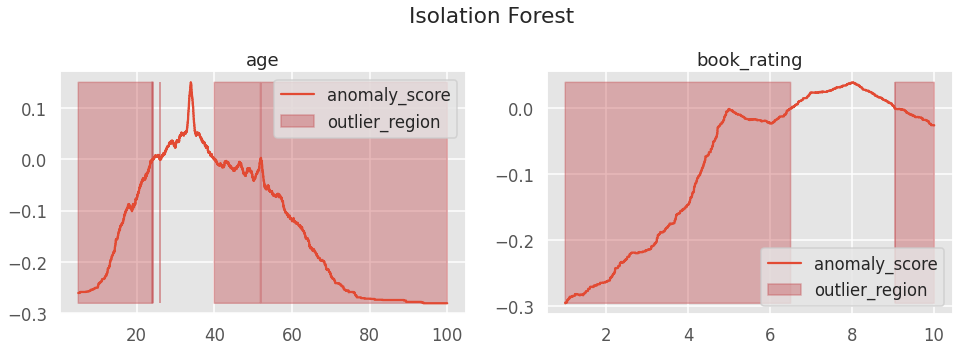 Isolation Forest
age
0.1
0.0
−0.1
−0.2
−0.3
20
40
60
80
100
anomaly_score
outlier_region
book_rating
0.0
−0.1
−0.2
−0.3
2
4
6
8
10
anomaly_score
outlier_region